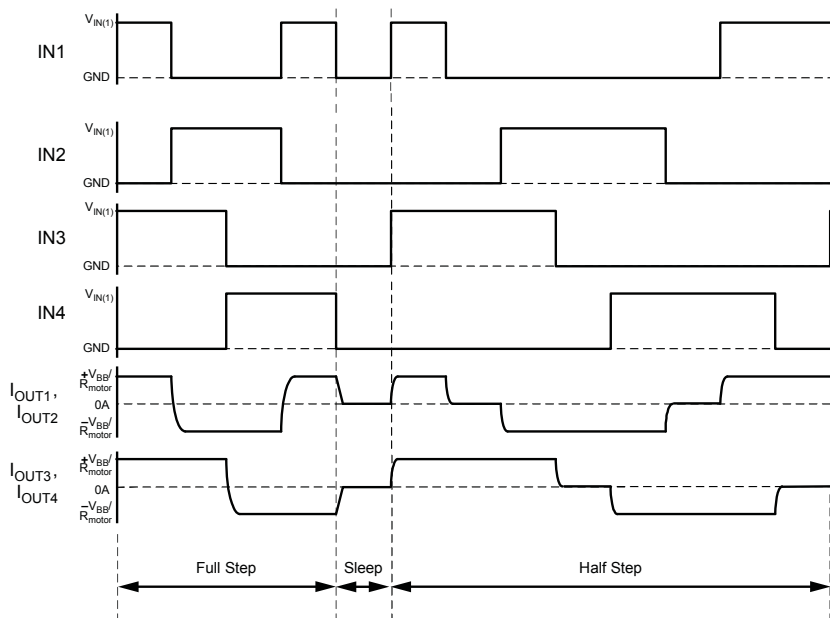 V_IN(1)
IN1
GND
V_IN(1)
IN2
GND
V_IN(1)
IN3
GND
V_IN(1)
IN4
GND
I_OUT1,
I_OUT2
+V_BB/
R_motor
0A
−V_BB/
R_motor
I_OUT3,
I_OUT4
+V_BB/
R_motor
0A
−V_BB/
R_motor
Full Step
Sleep
Half Step